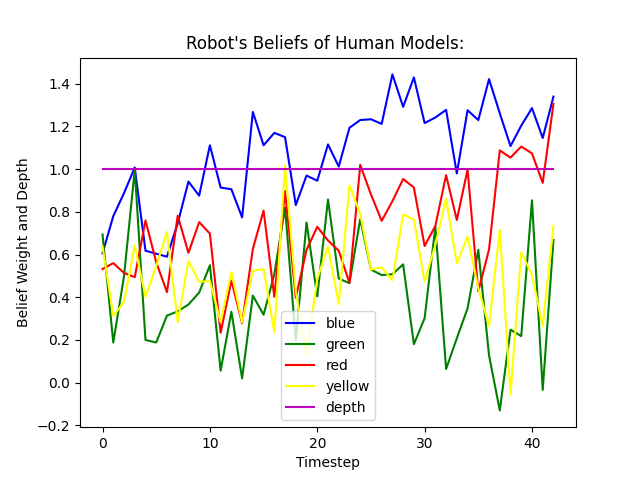 Robot's Beliefs of Human Models:
Belief Weight and Depth
1.4
1.2
1.0
0.8
0.6
0.4
0.2
0.0
−0.2
0 10 20 30 40
Timestep
blue
green
red
yellow
depth